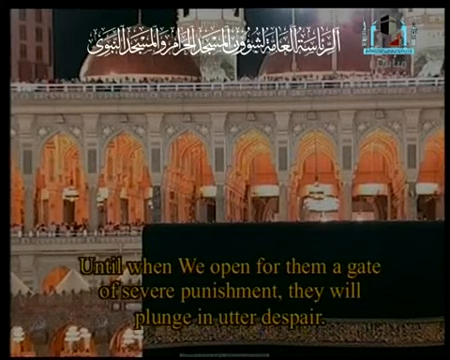 الرئاسة العامة لشؤون المسجد الحرام والمسجد النبوي
Until when We open for them a gate
of severe punishment, they will
plunge in utter despair.